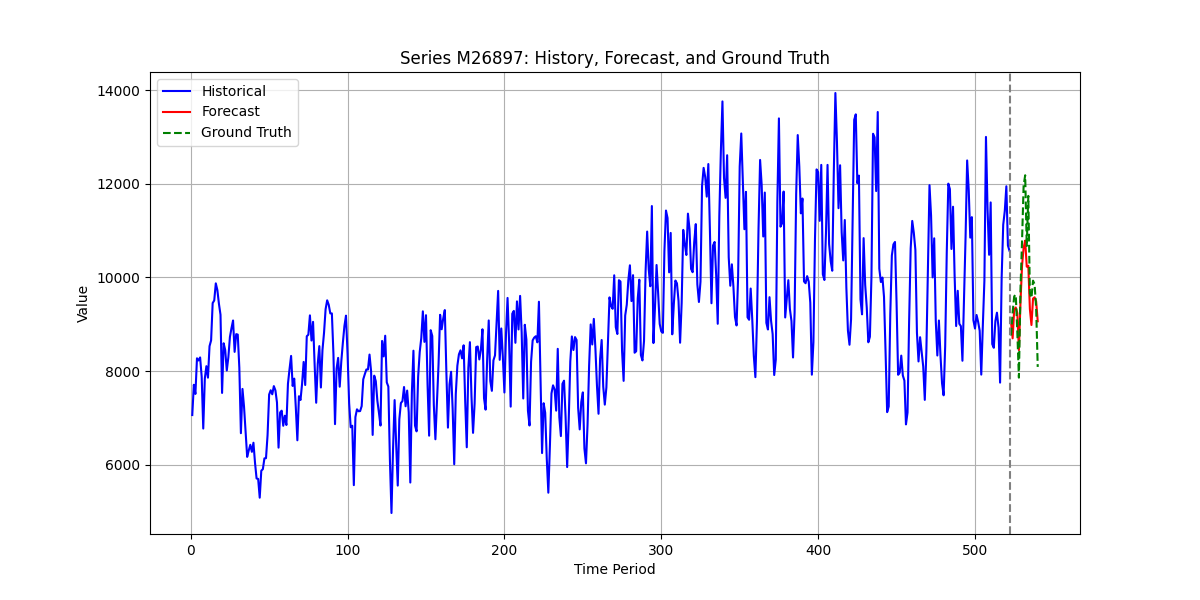 Series M26897: History, Forecast, and Ground Truth
Historical
Forecast
Ground Truth
14000
12000
10000
8000
6000
Value
0
100
200
300
400
500
Time Period